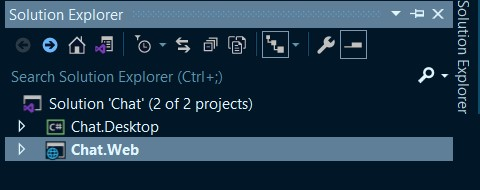 Solution Explorer
Search Solution Explorer (Ctrl+;)
Solution 'Chat' (2 of 2 projects)
C# Chat.Desktop
Chat.Web
Solution Explorer